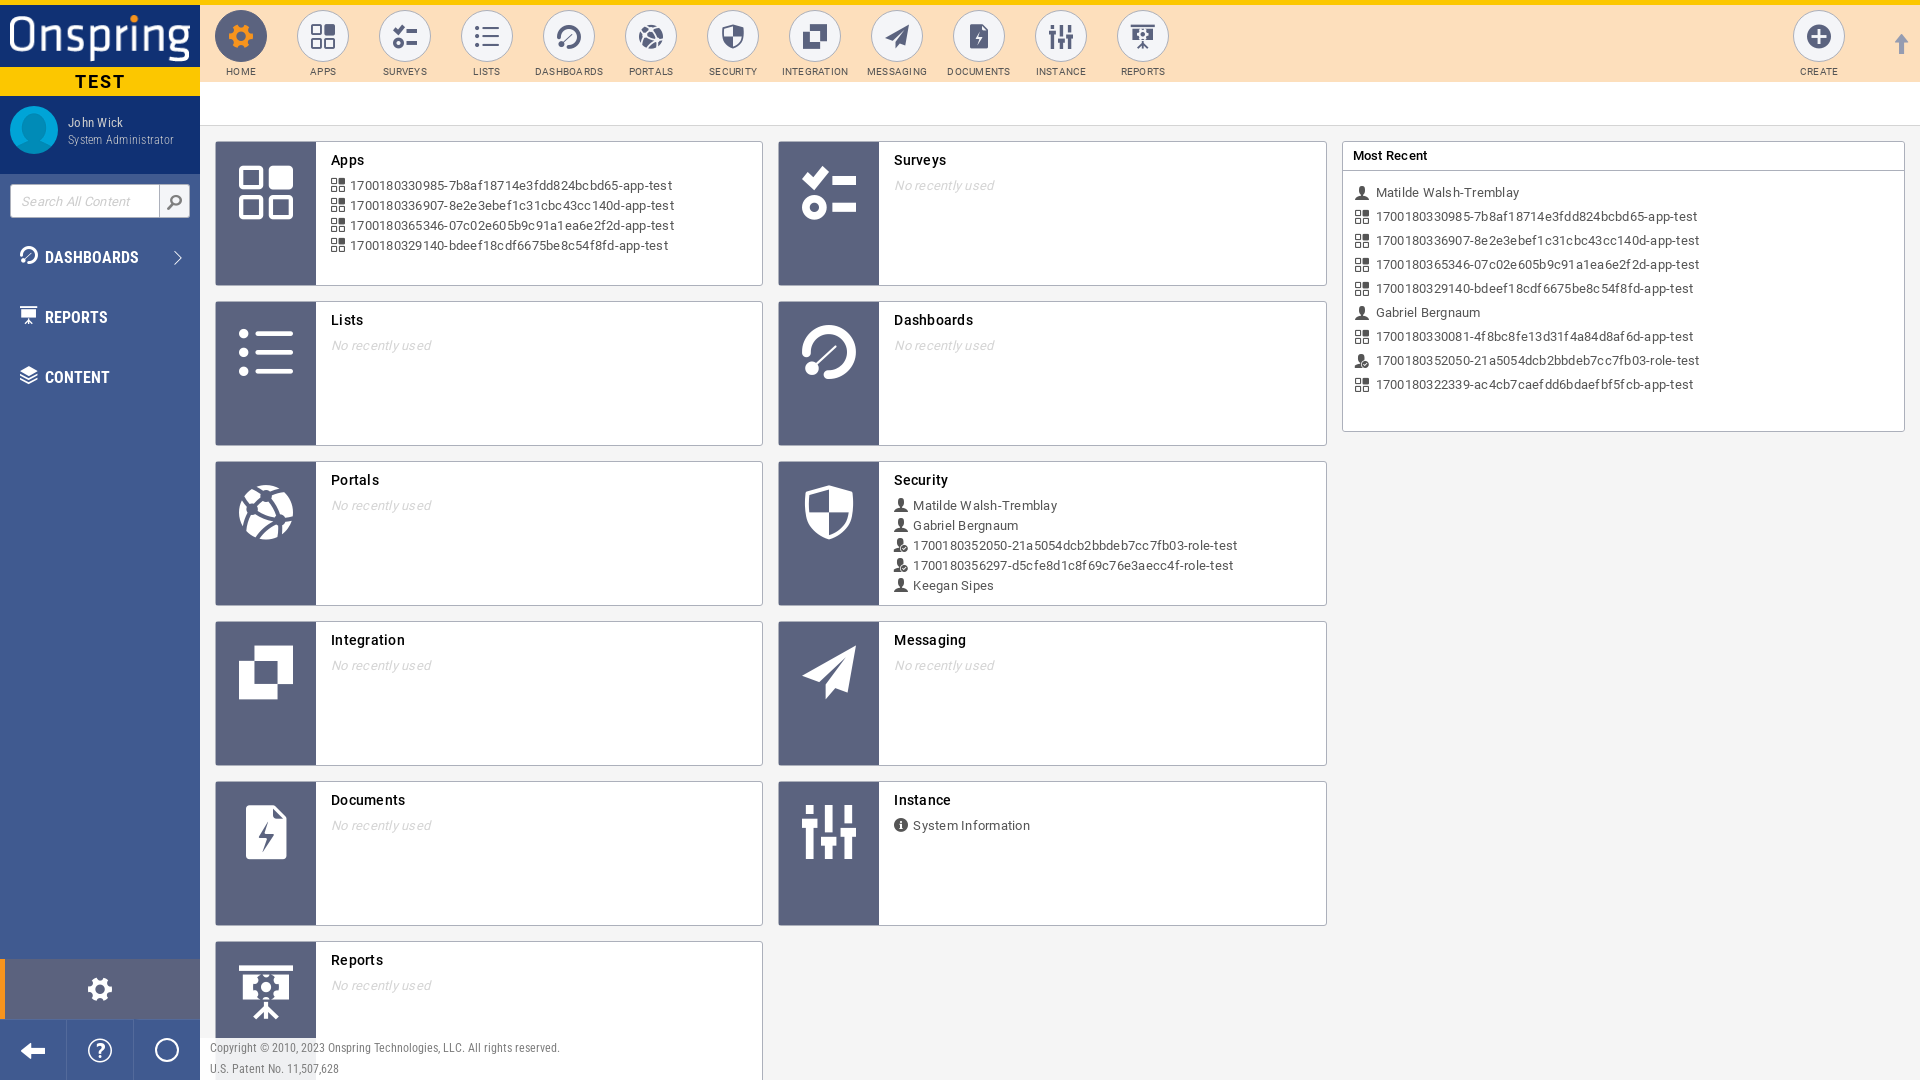 Onspring
TEST
John Wick
System Administrator
Search All Content
DASHBOARDS
REPORTS
CONTENT
HOME
APPS
SURVEYS
LISTS
DASHBOARDS
PORTALS
SECURITY
INTEGRATION
MESSAGING
DOCUMENTS
INSTANCE
REPORTS
CREATE
Apps
1700180330985-7b8af18714e3fdd824bcbd65-app-test
1700180336907-8e2e3ebef1c31cbc43cc140d-app-test
1700180365346-07c02e605b9c91a1ea6e2f2d-app-test
1700180329140-bdeef18cdf6675be8c54f8fd-app-test
Surveys
No recently used
Lists
No recently used
Dashboards
No recently used
Portals
No recently used
Security
Matilde Walsh-Tremblay
Gabriel Bergnaum
1700180352050-21a5054dcb2bbdeb7cc7fb03-role-test
1700180356297-d5cfe8d1c8f69c76e3aecc4f-role-test
Keegan Sipes
Integration
No recently used
Messaging
No recently used
Documents
No recently used
Instance
System Information
Reports
No recently used
Most Recent
Matilde Walsh-Tremblay
1700180330985-7b8af18714e3fdd824bcbd65-app-test
1700180336907-8e2e3ebef1c31cbc43cc140d-app-test
1700180365346-07c02e605b9c91a1ea6e2f2d-app-test
1700180329140-bdeef18cdf6675be8c54f8fd-app-test
Gabriel Bergnaum
1700180330081-4f8bc8fe13d31f4a84d8af6d-app-test
1700180352050-21a5054dcb2bbdeb7cc7fb03-role-test
1700180322339-ac4cb7caefdd6bdaefbf5fcb-app-test
Copyright © 2010, 2023 Onspring Technologies, LLC. All rights reserved.
U.S. Patent No. 11,507,628